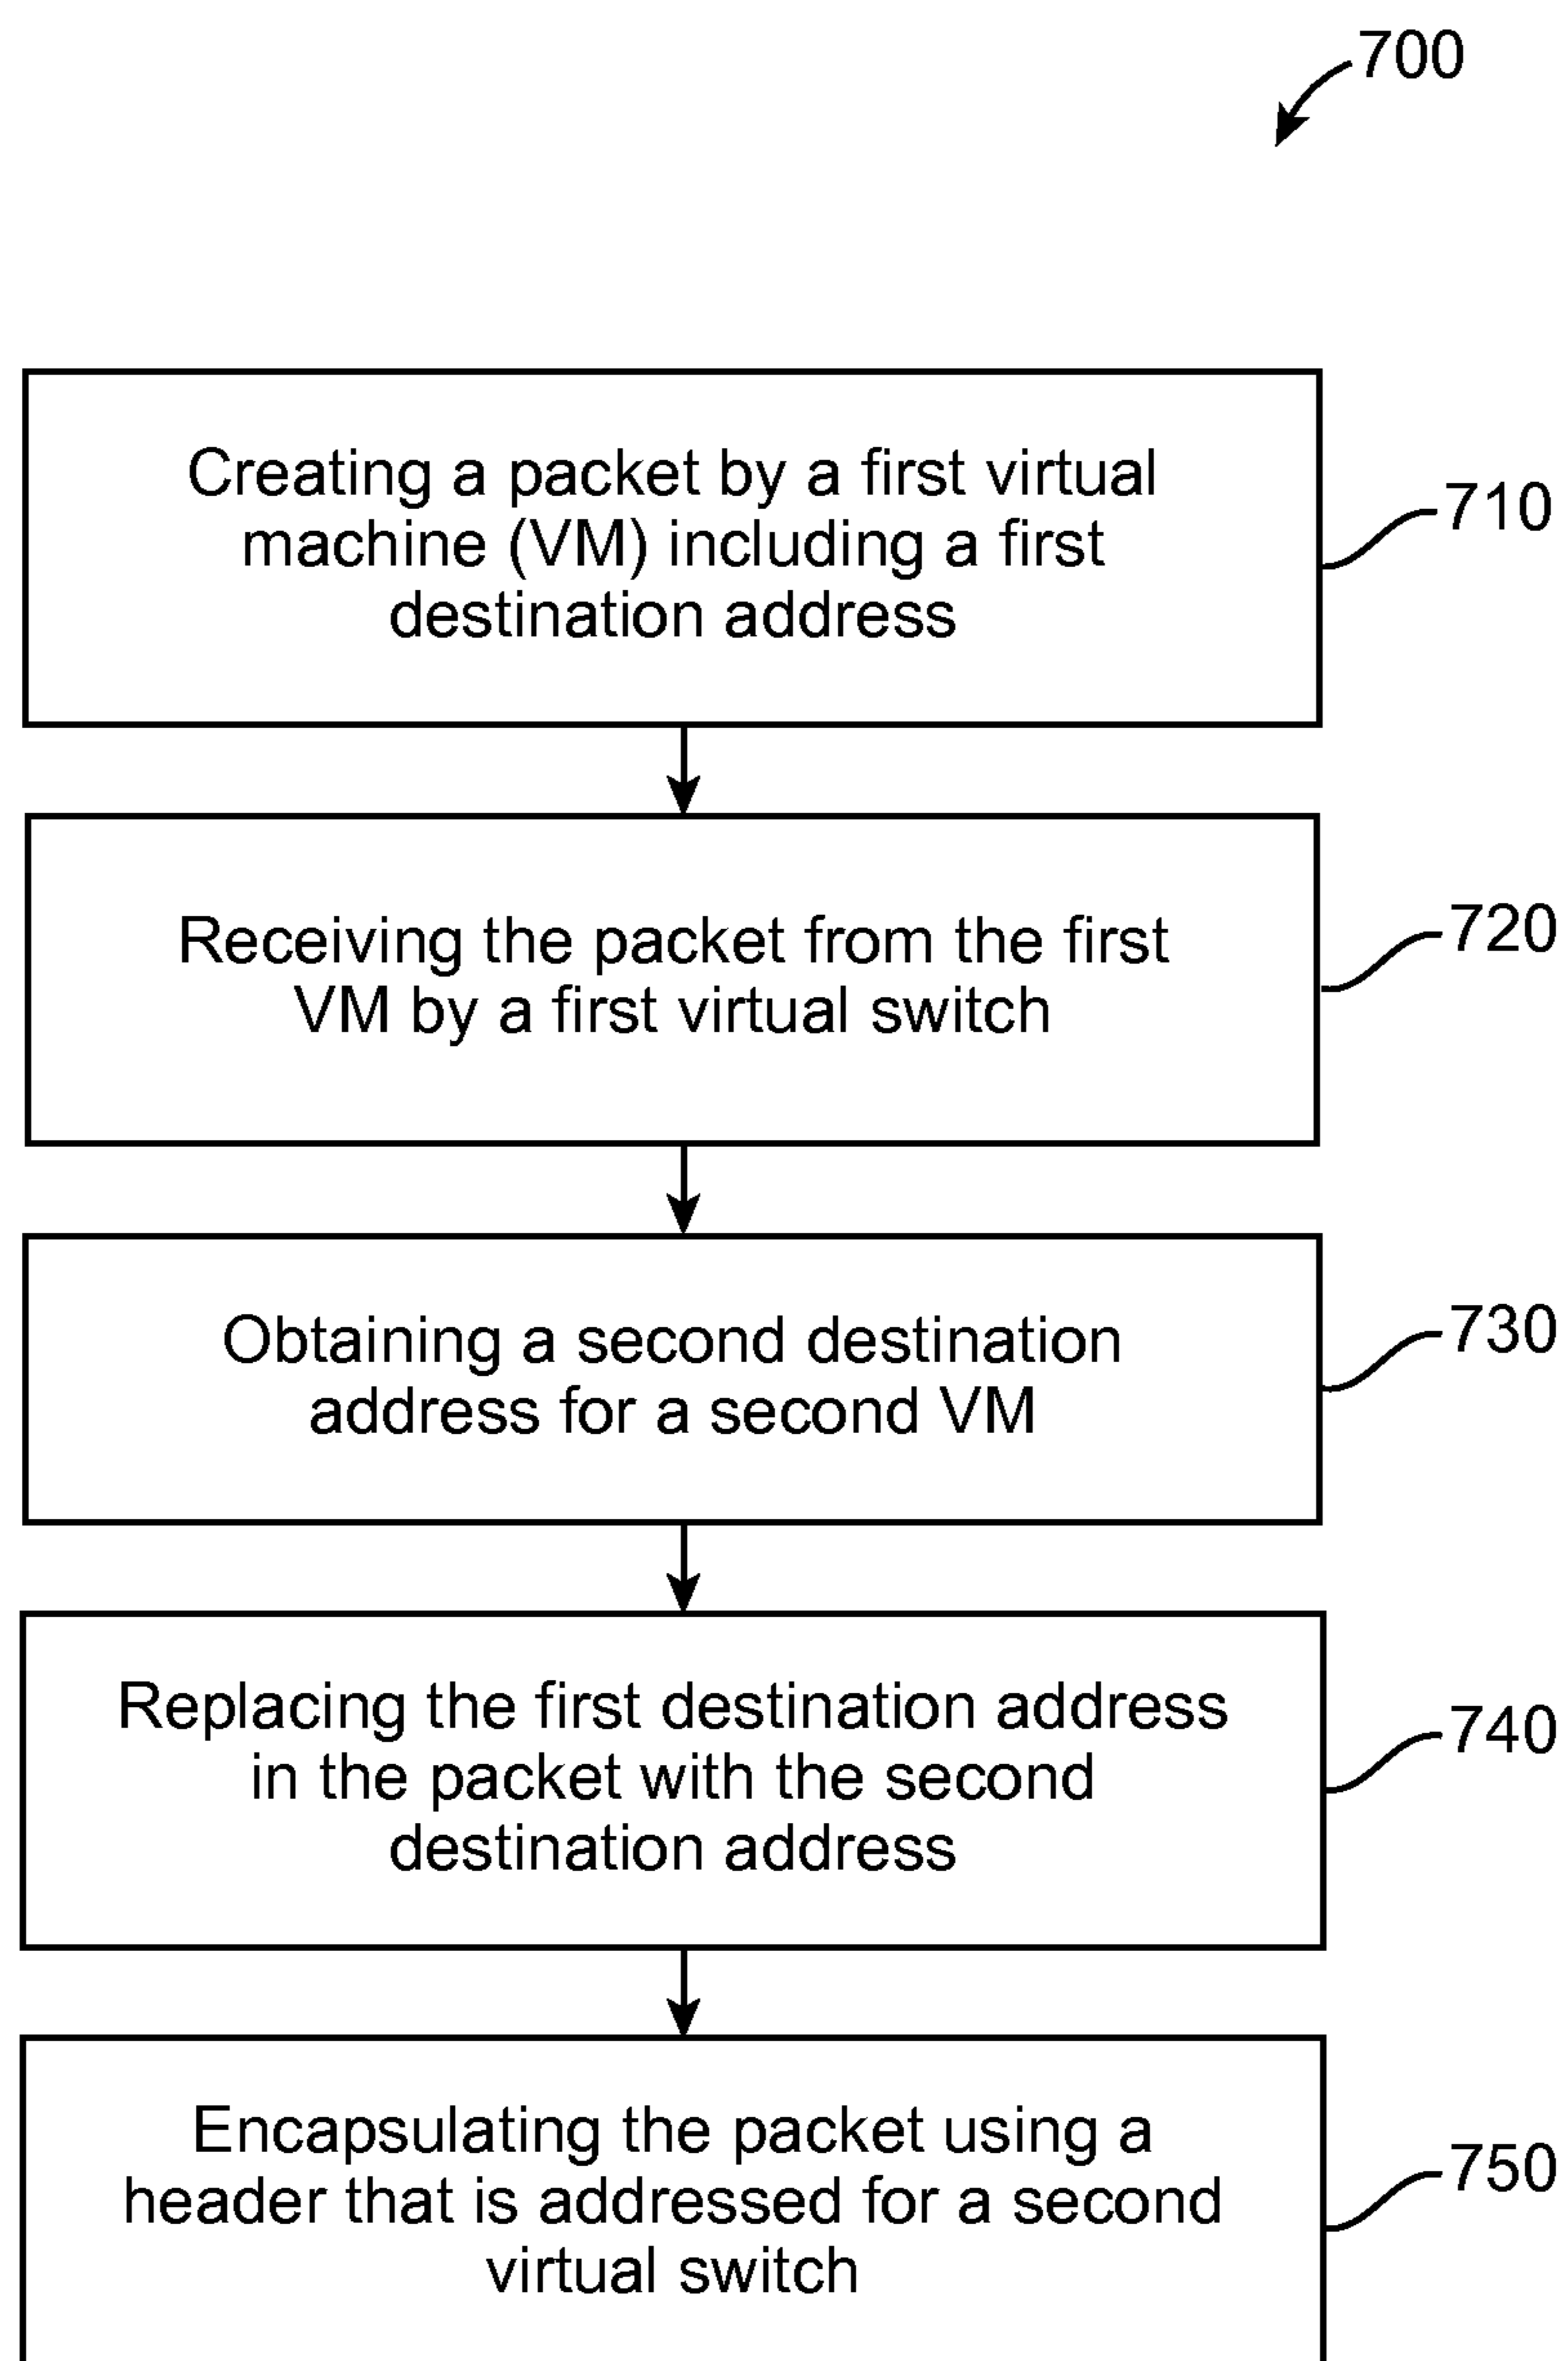 700
Creating a packet by a first virtual
machine (VM) including a first
destination address
710
Receiving the packet from the first
VM by a first virtual switch
720
Obtaining a second destination
address for a second VM
730
Replacing the first destination address
in the packet with the second
destination address
740
Encapsulating the packet using a
header that is addressed for a second
virtual switch
750